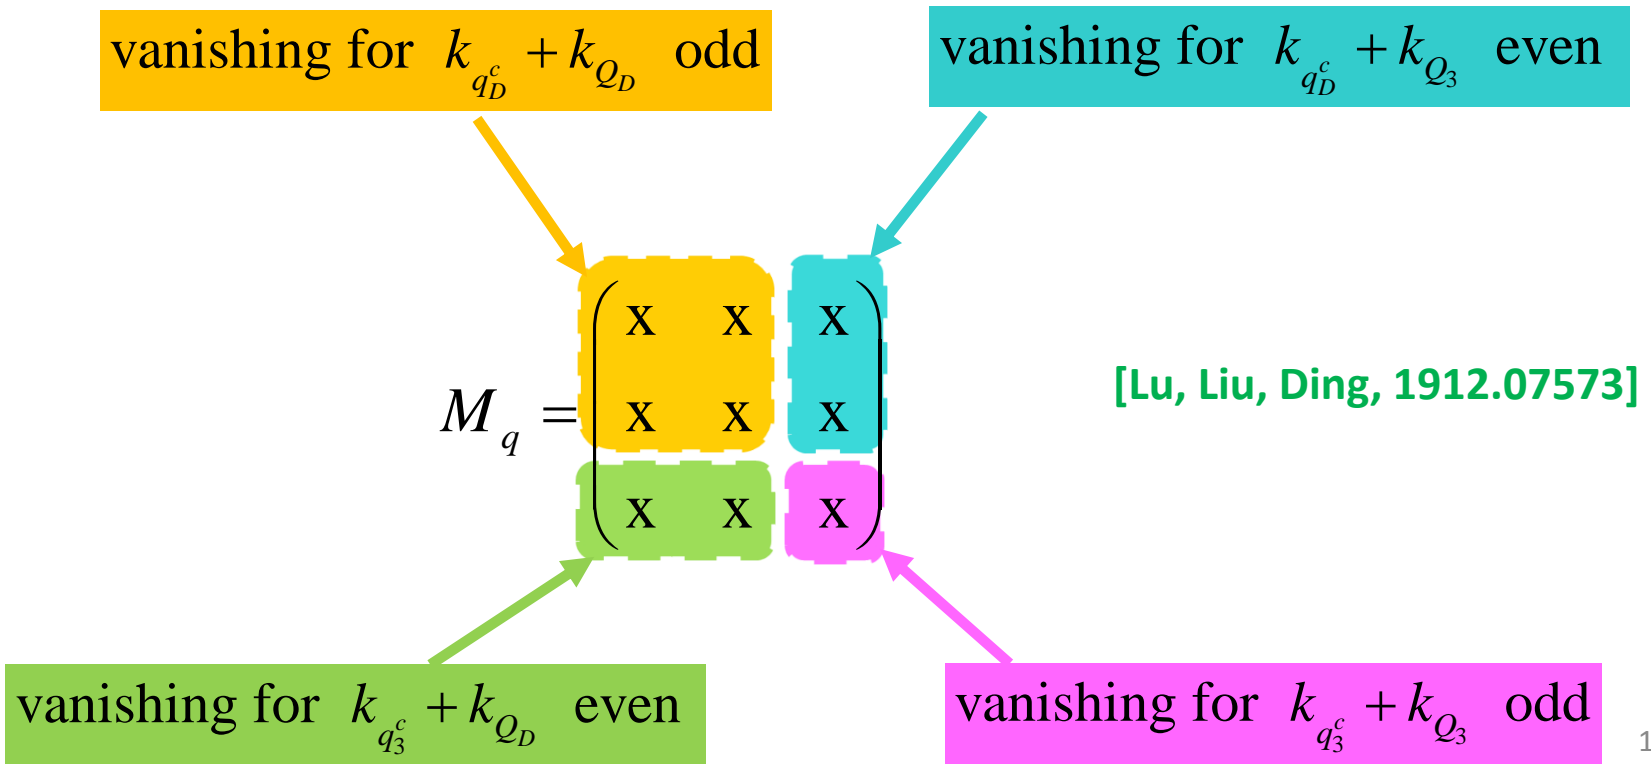 vanishing for k_{q_D^c} + k_{Q_D} odd
vanishing for k_{q_D^c} + k_{Q_3} even
x x x
M_q = ( x x x )
x x x
[Lu, Liu, Ding, 1912.07573]
vanishing for k_{q_3^c} + k_{Q_D} even
vanishing for k_{q_3^c} + k_{Q_3} odd
1